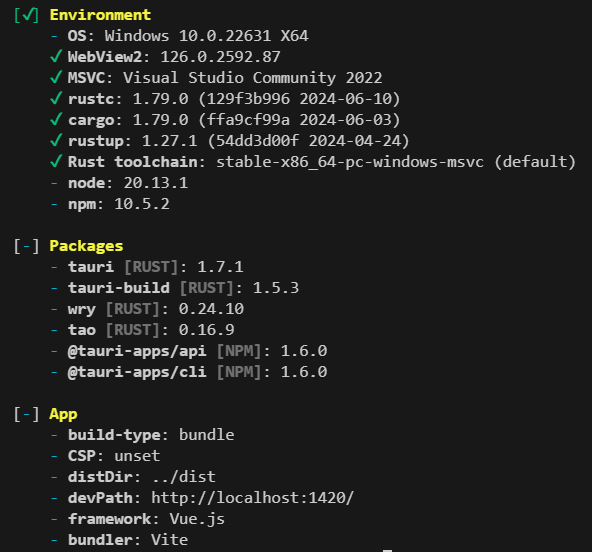 [✔] Environment
- OS: Windows 10.0.22631 X64
✔ WebView2: 126.0.2592.87
✔ MSVC: Visual Studio Community 2022
✔ rustc: 1.79.0 (129f3b996 2024-06-10)
✔ cargo: 1.79.0 (ffa9cf99a 2024-06-03)
✔ rustup: 1.27.1 (54dd3d00f 2024-04-24)
✔ Rust toolchain: stable-x86_64-pc-windows-msvc (default)
- node: 20.13.1
- npm: 10.5.2
[-] Packages
- tauri [RUST]: 1.7.1
- tauri-build [RUST]: 1.5.3
- wry [RUST]: 0.24.10
- tao [RUST]: 0.16.9
- @tauri-apps/api [NPM]: 1.6.0
- @tauri-apps/cli [NPM]: 1.6.0
[-] App
- build-type: bundle
- CSP: unset
- distDir: ../dist
- devPath: http://localhost:1420/
- framework: Vue.js
- bundler: Vite